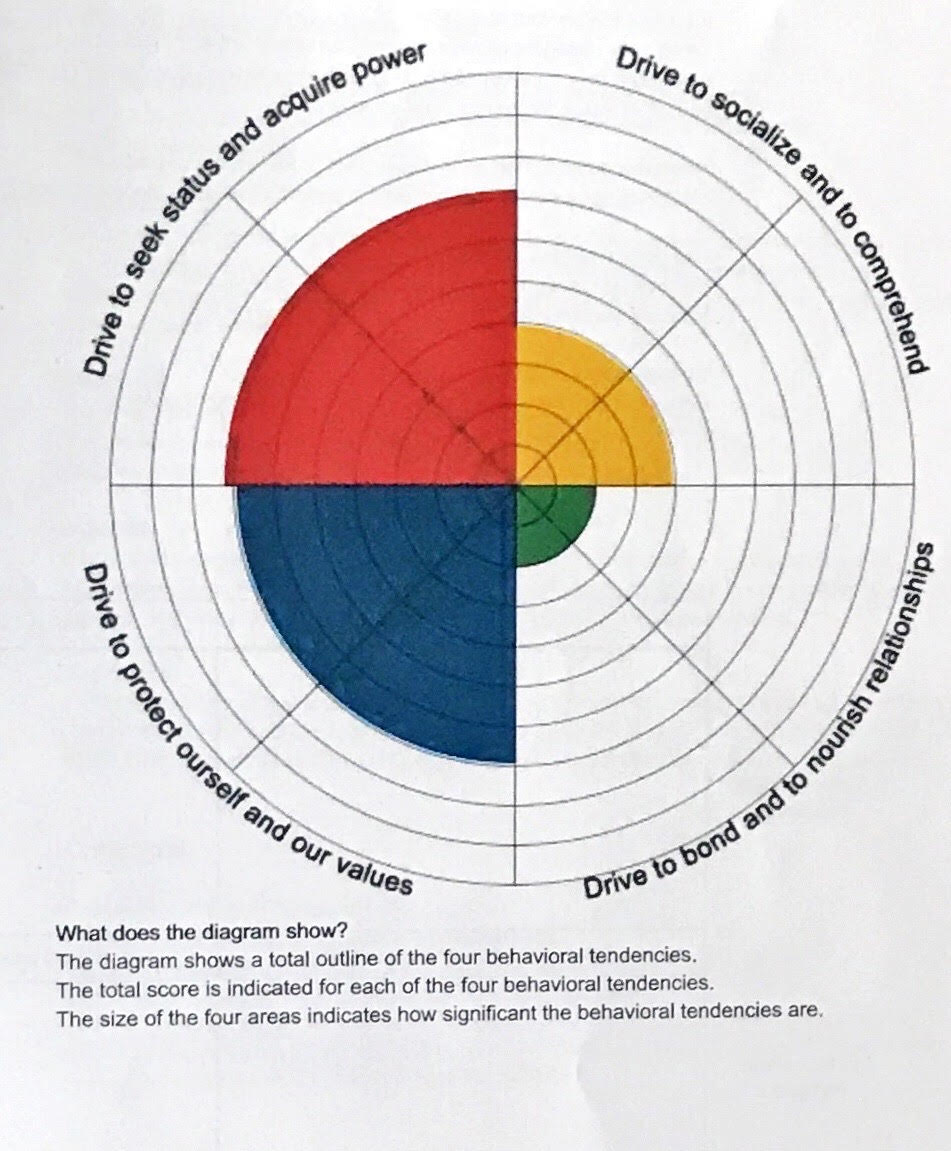 Drive to seek status and acquire power
Drive to socialize and to comprehend
Drive to protect ourself and our values
Drive to bond and to nourish relationships
What does the diagram show?
The diagram shows a total outline of the four behavioral tendencies.
The total score is indicated for each of the four behavioral tendencies.
The size of the four areas indicates how significant the behavioral tendencies are.